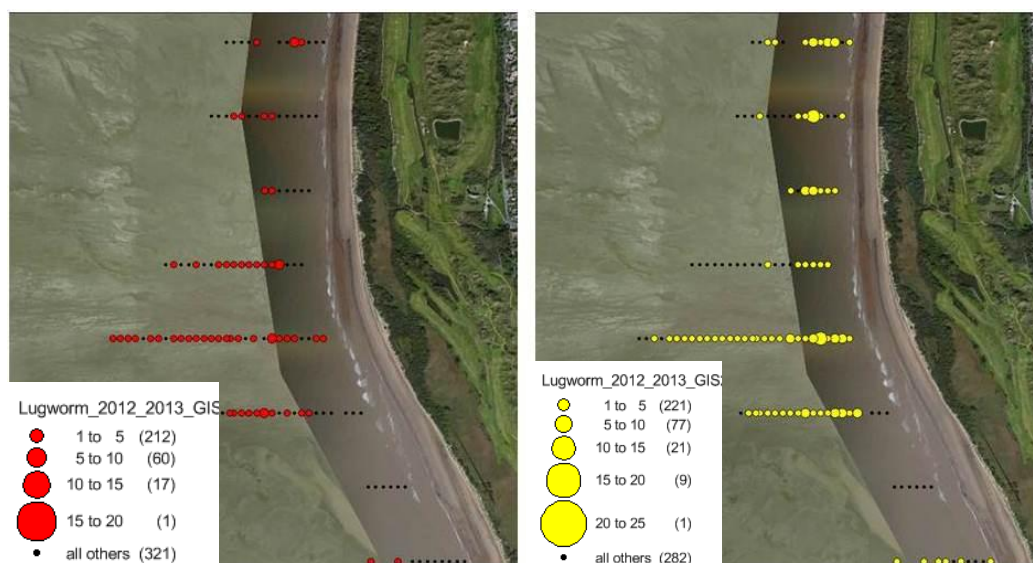 Lugworm_2012_2013_GIS
1 to 5 (212)
5 to 10 (60)
10 to 15 (17)
15 to 20 (1)
all others (321)
Lugworm_2012_2013_GIS
1 to 5 (221)
5 to 10 (77)
10 to 15 (21)
15 to 20 (9)
20 to 25 (1)
all others (282)